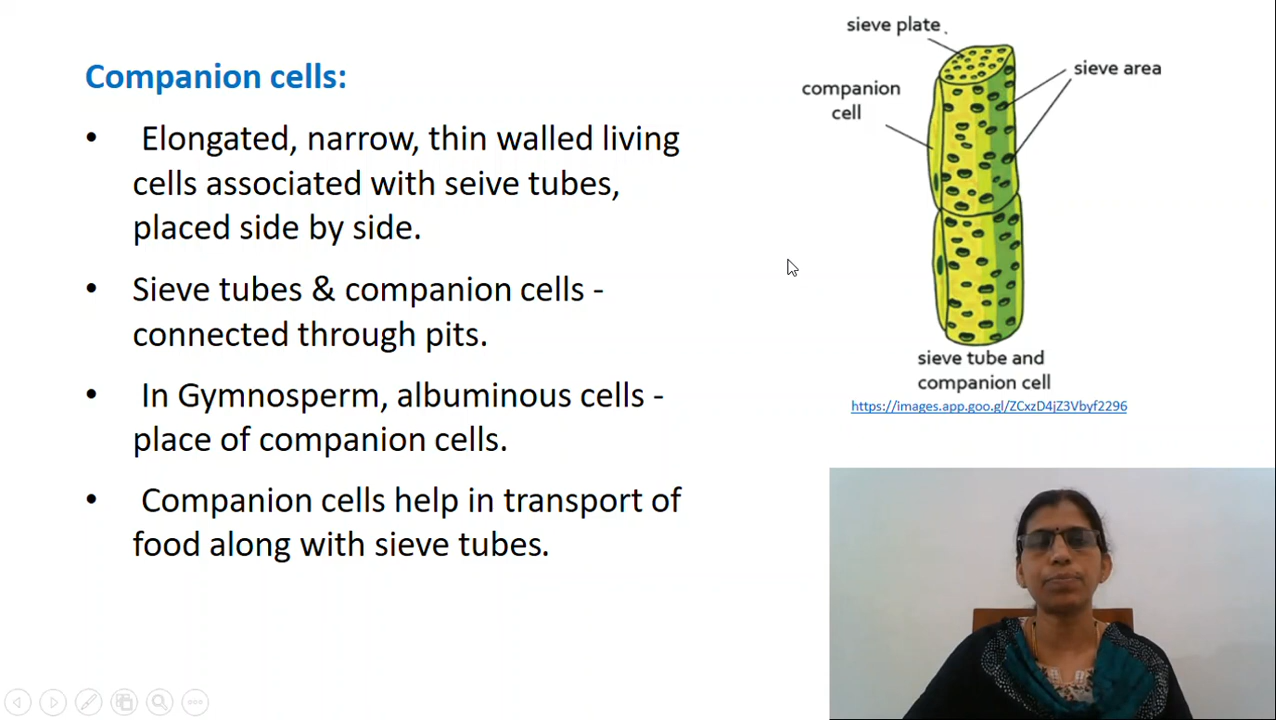 Companion cells:
• Elongated, narrow, thin walled living
cells associated with seive tubes,
placed side by side.
• Sieve tubes & companion cells -
connected through pits.
• In Gymnosperm, albuminous cells -
place of companion cells.
• Companion cells help in transport of
food along with sieve tubes.
sieve plate
sieve area
companion
cell
sieve tube and
companion cell
https://images.app.goo.gl/ZCxzD4jZ3Vbyf2296